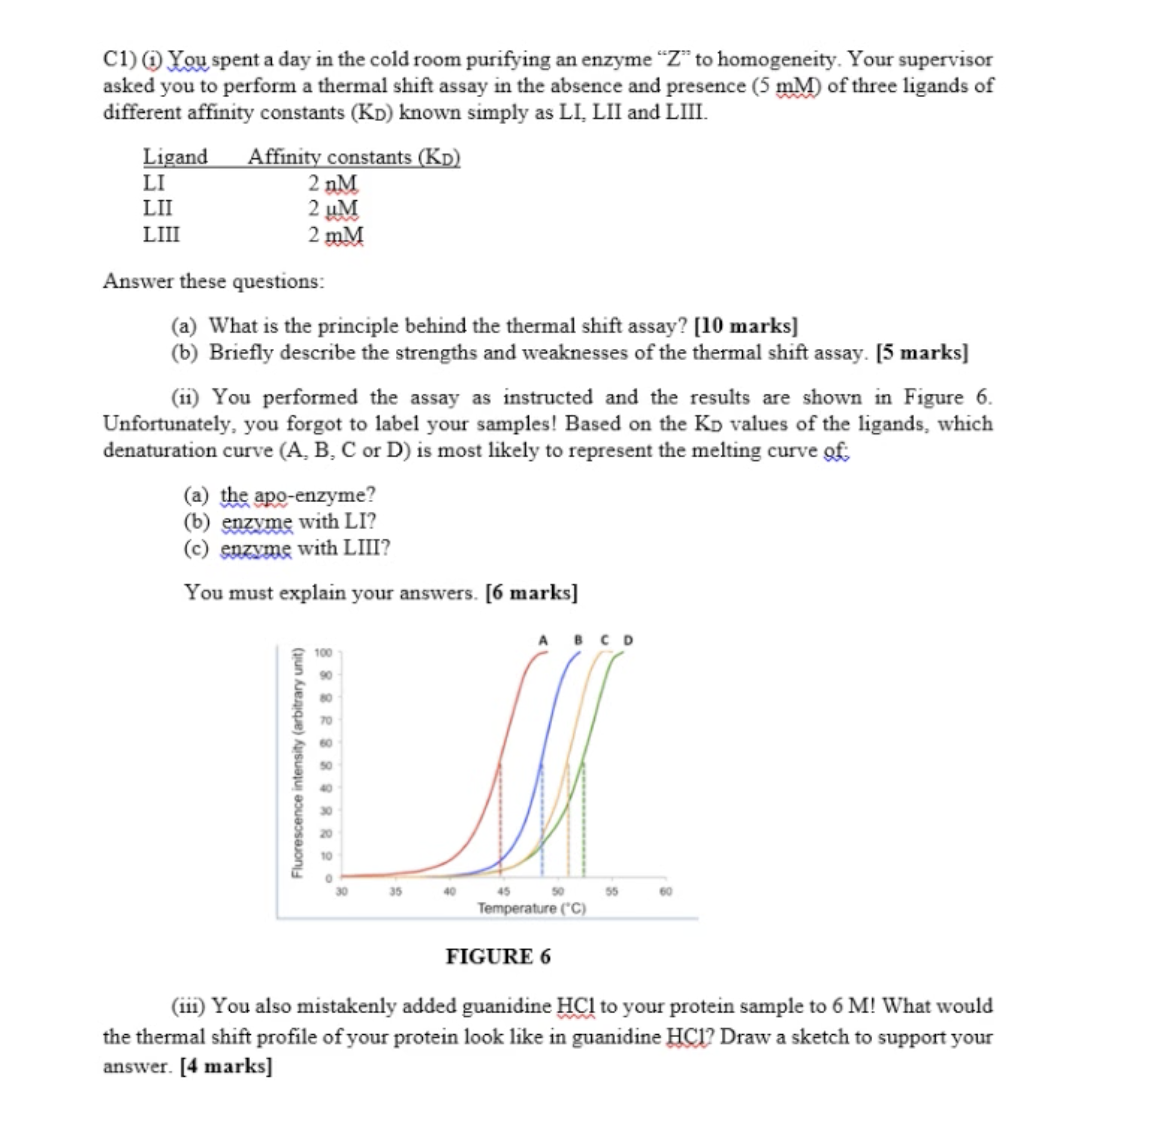 C1) (i) You spent a day in the cold room purifying an enzyme “Z” to homogeneity. Your supervisor
asked you to perform a thermal shift assay in the absence and presence (5 mM) of three ligands of
different affinity constants (KD) known simply as LI, LII and LIII.
Ligand Affinity constants (KD)
LI 2 nM
LII 2 µM
LIII 2 mM
Answer these questions:
(a) What is the principle behind the thermal shift assay? [10 marks]
(b) Briefly describe the strengths and weaknesses of the thermal shift assay. [5 marks]
(ii) You performed the assay as instructed and the results are shown in Figure 6.
Unfortunately, you forgot to label your samples! Based on the KD values of the ligands, which
denaturation curve (A, B, C or D) is most likely to represent the melting curve of:
(a) the apo-enzyme?
(b) enzyme with LI?
(c) enzyme with LIII?
You must explain your answers. [6 marks]
A B C D
Fluorescence intensity (arbitrary unit)
100
90
80
70
60
50
40
30
20
10
0
30 35 40 45 50 55 60
Temperature (°C)
FIGURE 6
(iii) You also mistakenly added guanidine HCl to your protein sample to 6 M! What would
the thermal shift profile of your protein look like in guanidine HCl? Draw a sketch to support your
answer. [4 marks]